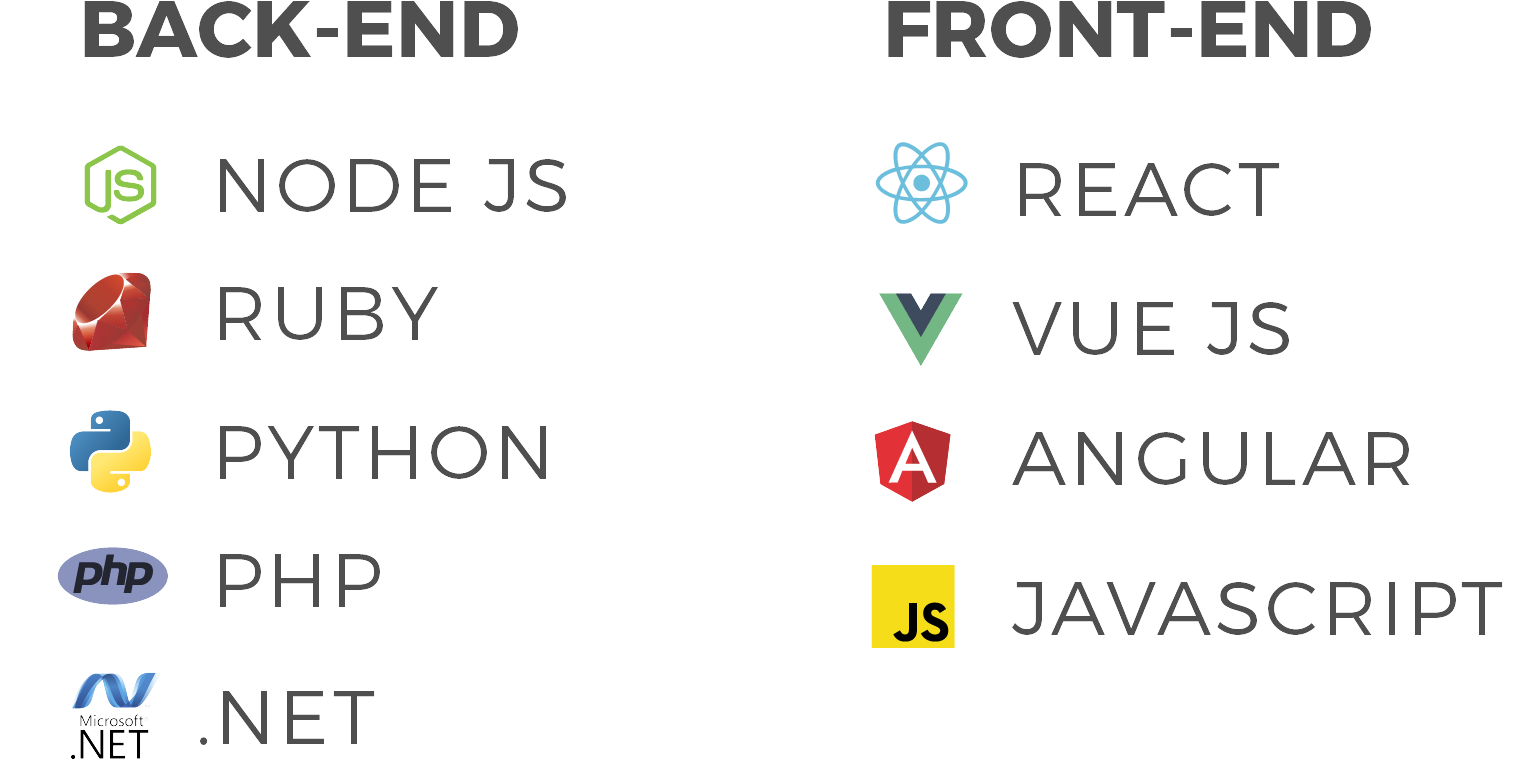 BACK-END
JS
NODE JS
RUBY
PYTHON
php
PHP
Microsoft
.NET
.NET
FRONT-END
REACT
VUE JS
A
ANGULAR
JS
JAVASCRIPT